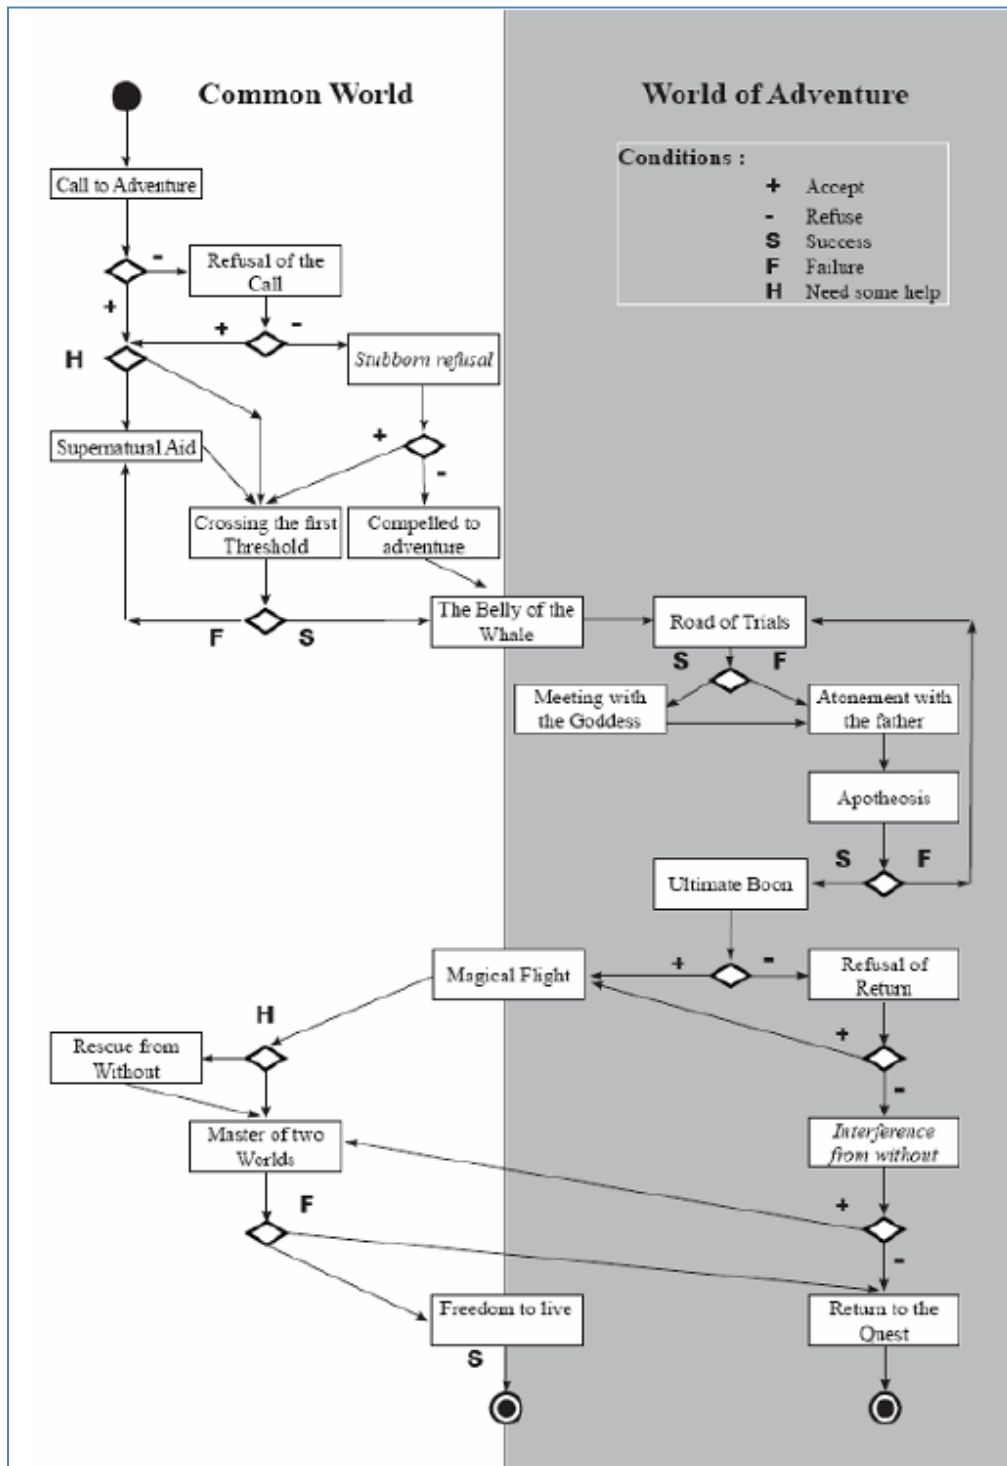 Common World
World of Adventure
Conditions :
+ Accept
- Refuse
S Success
F Failure
H Need some help
Call to Adventure
-
Refusal of the
Call
+
+
-
H
Stubborn refusal
Supernatural Aid
+
-
Crossing the first
Threshold
Compelled to
adventure
F
S
The Belly of the
Whale
Road of Trials
S
F
Meeting with
the Goddess
Atonement with
the father
Apotheosis
S
F
Ultimate Boon
Magical Flight
+
-
Refusal of
Return
H
+
Rescue from
Without
-
Master of two
Worlds
Interference
from without
F
+
-
Freedom to live
Return to the
Quest
S